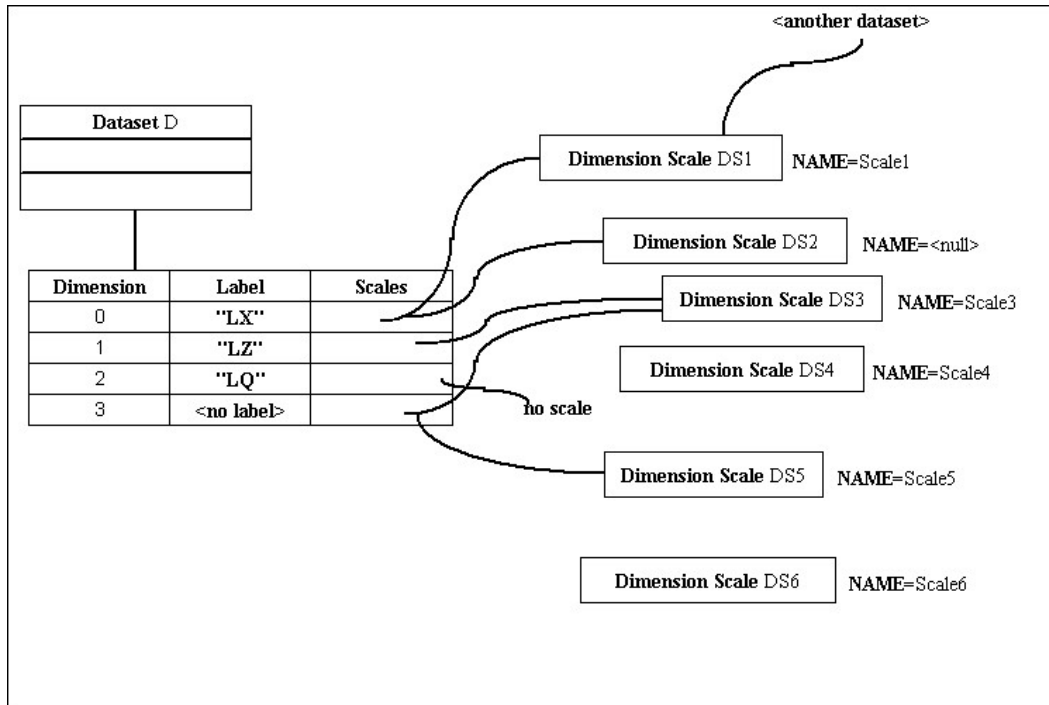 <another dataset>
Dataset D
Dimension Scale DS1 NAME=Scale1
Dimension Scale DS2 NAME=<null>
Dimension Label Scales
Dimension Scale DS3 NAME=Scale3
0 "LX"
1 "LZ"
Dimension Scale DS4 NAME=Scale4
2 "LQ"
3 <no label>
no scale
Dimension Scale DS5 NAME=Scale5
Dimension Scale DS6 NAME=Scale6